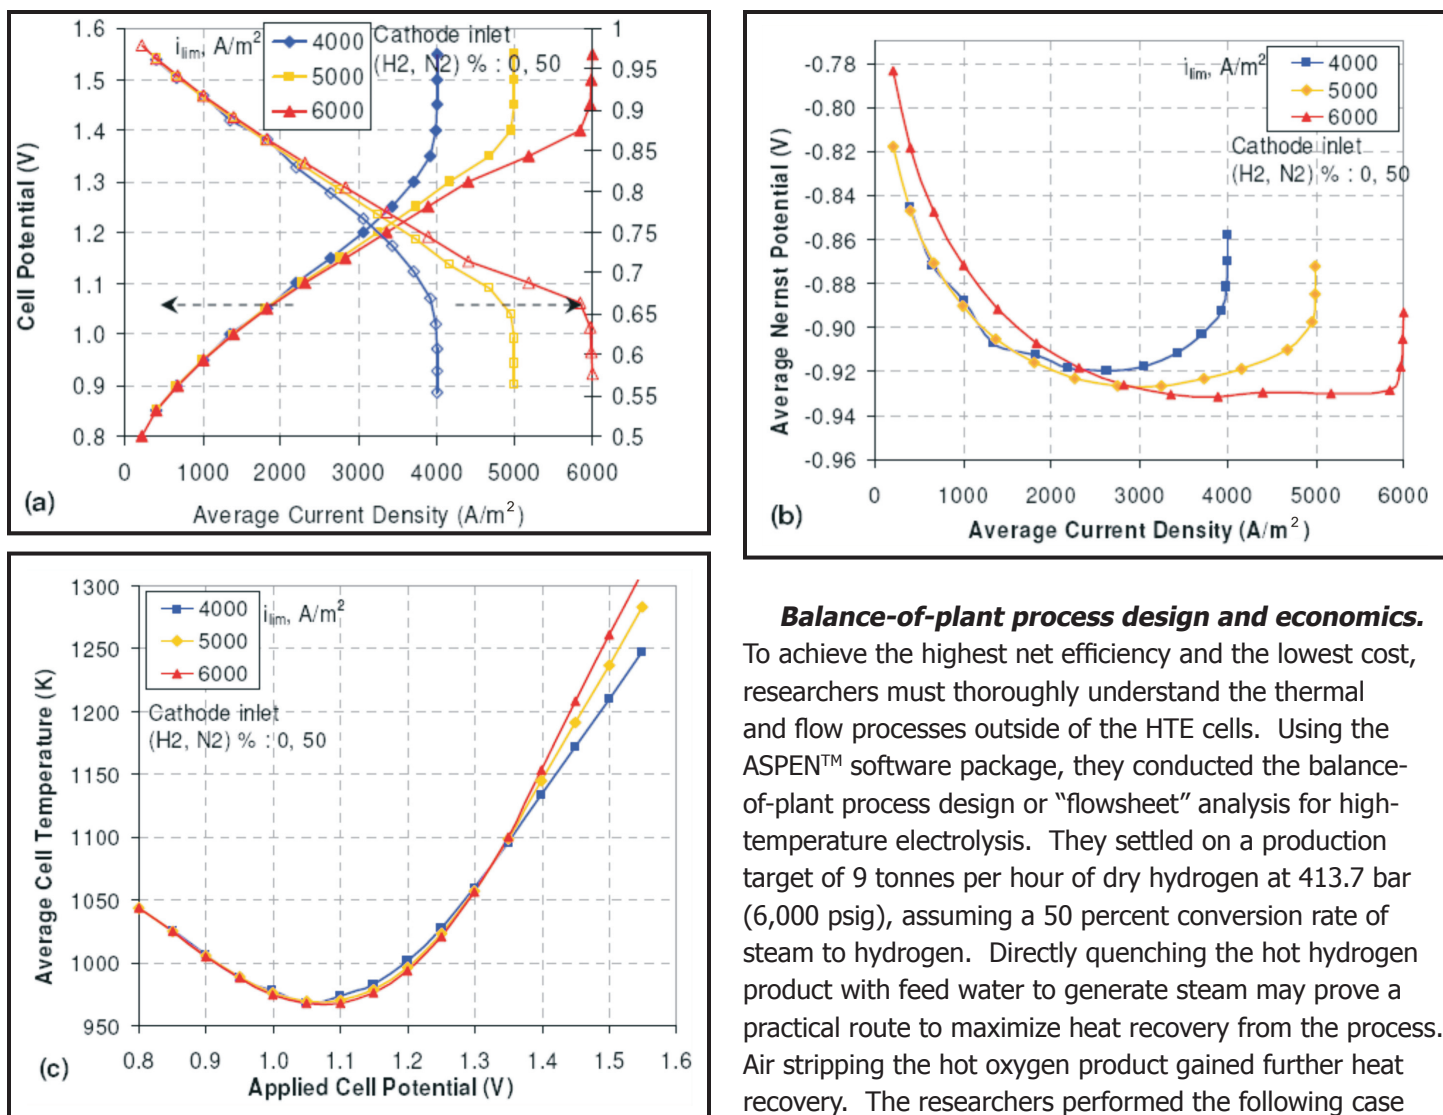 1.6
1.5
1.4
1.3
1.2
1.1
1.0
0.9
0.8
Cell Potential (V)
i_lim, A/m²
4000
5000
6000
Cathode inlet
(H2, N2) % : 0, 50
1
0.95
0.9
0.85
0.8
0.75
0.7
0.65
0.6
0.55
0.5
0 1000 2000 3000 4000 5000 6000
(a)
Average Current Density (A/m²)
-0.78
-0.80
-0.82
-0.84
-0.86
-0.88
-0.90
-0.92
-0.94
-0.96
Average Nernst Potential (V)
i_lim, A/m²
4000
5000
6000
Cathode inlet
(H2, N2) % : 0, 50
0 1000 2000 3000 4000 5000 6000
(b)
Average Current Density (A/m²)
1300
1250
1200
1150
1100
1050
1000
950
Average Cell Temperature (K)
4000
5000
6000
i_lim, A/m²
Cathode inlet
(H2, N2) % : 0, 50
0.8 0.9 1.0 1.1 1.2 1.3 1.4 1.5 1.6
(c)
Applied Cell Potential (V)
Balance-of-plant process design and economics.
To achieve the highest net efficiency and the lowest cost,
researchers must thoroughly understand the thermal
and flow processes outside of the HTE cells. Using the
ASPEN™ software package, they conducted the balance-
of-plant process design or “flowsheet” analysis for high-
temperature electrolysis. They settled on a production
target of 9 tonnes per hour of dry hydrogen at 413.7 bar
(6,000 psig), assuming a 50 percent conversion rate of
steam to hydrogen. Directly quenching the hot hydrogen
product with feed water to generate steam may prove a
practical route to maximize heat recovery from the process.
Air stripping the hot oxygen product gained further heat
recovery. The researchers performed the following case